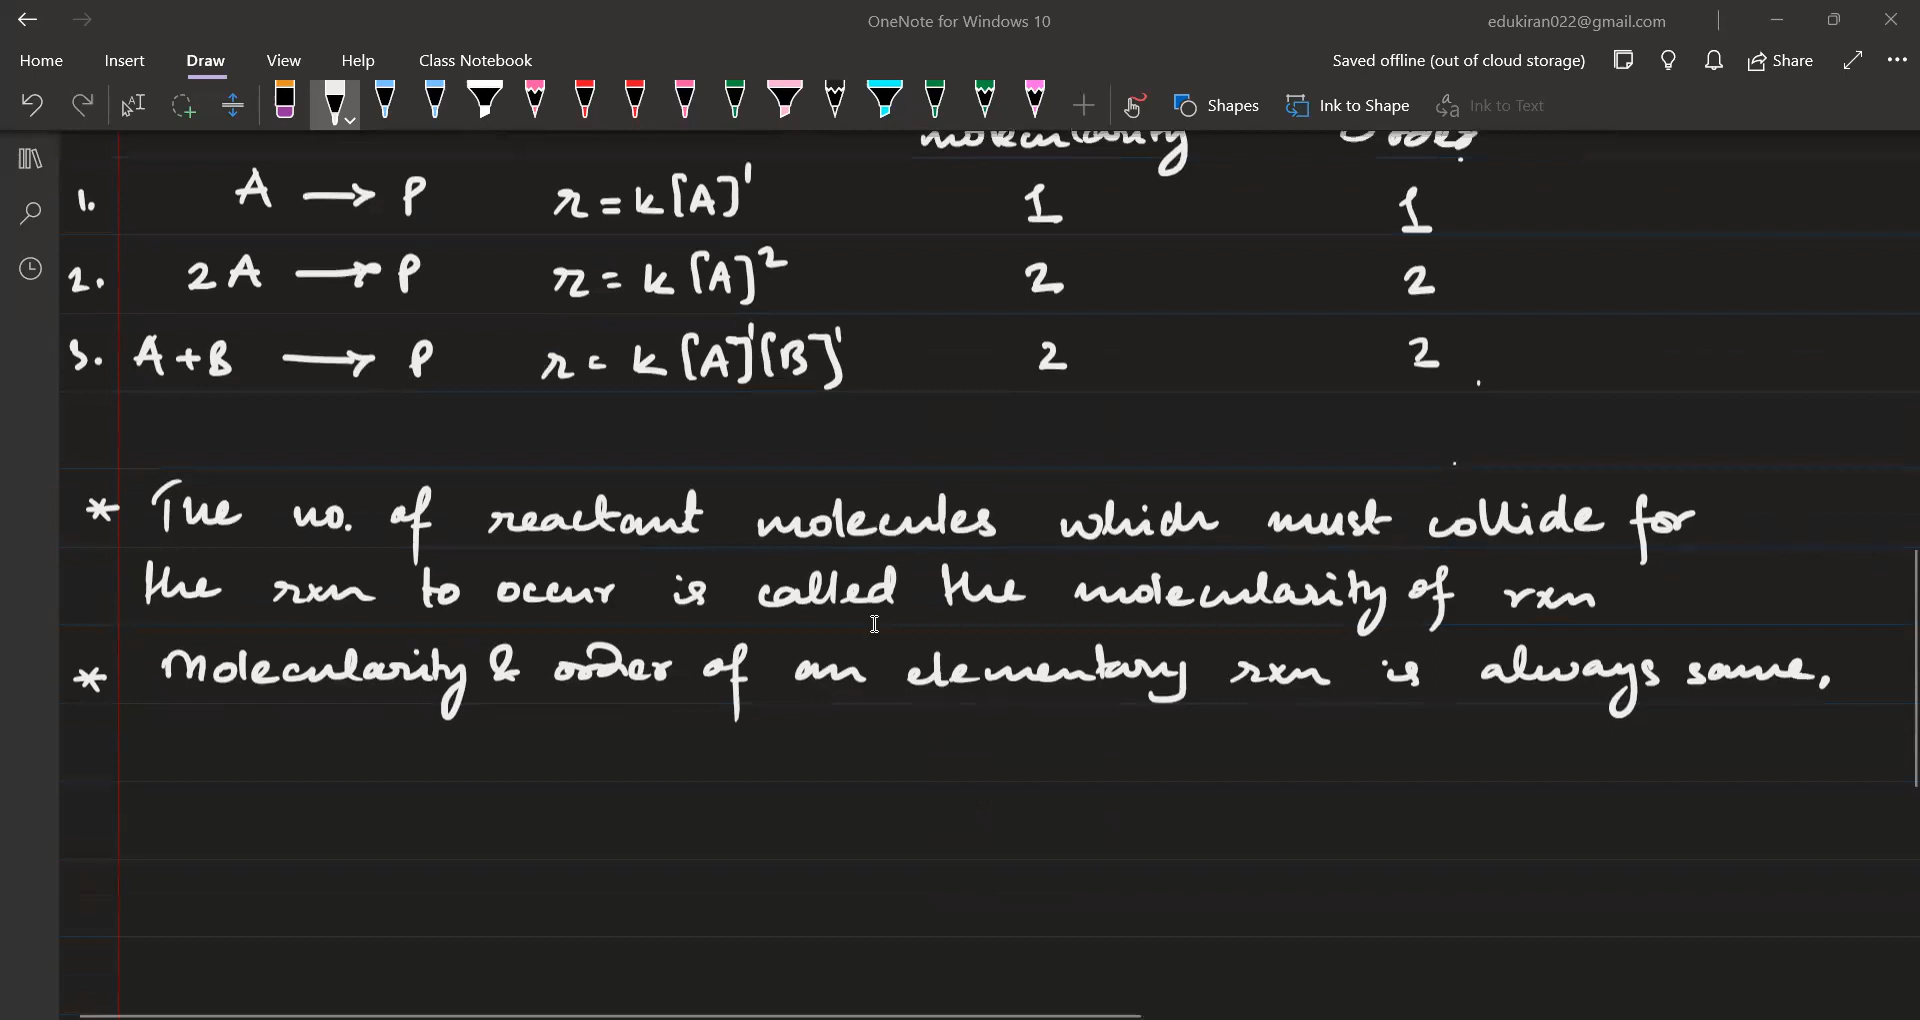 OneNote for Windows 10
edukiran022@gmail.com
Home Insert Draw View Help Class Notebook
Saved offline (out of cloud storage) Share
Shapes Ink to Shape Ink to Text
molecularity Order
1. A → P r = k[A]¹ 1 1
2. 2A → P r = k[A]² 2 2
3. A+B → P r = k[A]¹[B]¹ 2 2
* The no. of reactant molecules which must collide for
the rxn to occur is called the molecularity of rxn
* Molecularity & order of an elementary rxn is always same.